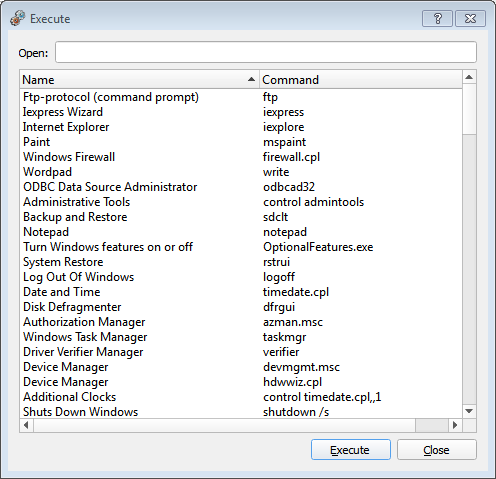 Execute
Open:
Name Command
Ftp-protocol (command prompt) ftp
Iexpress Wizard iexpress
Internet Explorer iexplore
Paint mspaint
Windows Firewall firewall.cpl
Wordpad write
ODBC Data Source Administrator odbcad32
Administrative Tools control admintools
Backup and Restore sdclt
Notepad notepad
Turn Windows features on or off OptionalFeatures.exe
System Restore rstrui
Log Out Of Windows logoff
Date and Time timedate.cpl
Disk Defragmenter dfrgui
Authorization Manager azman.msc
Windows Task Manager taskmgr
Driver Verifier Manager verifier
Device Manager devmgmt.msc
Device Manager hdwwiz.cpl
Additional Clocks control timedate.cpl,,1
Shuts Down Windows shutdown /s
Execute Close